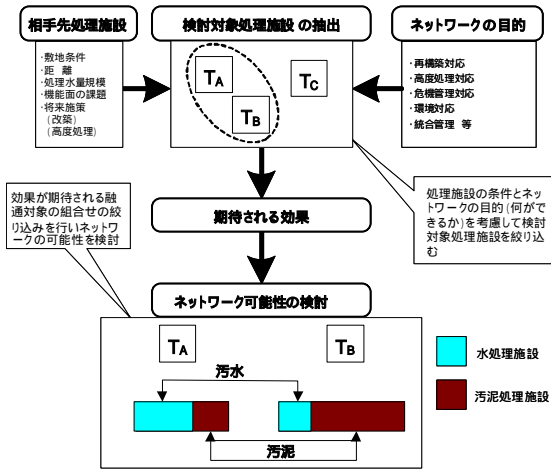 相手先処理施設
・敷地条件
・距　離
・処理水量規模
・機能面の課題
・将来施策
(改築)
(高度処理)
検討対象処理施設 の抽出
TA
TB
TC
ネットワークの目的
・再構築対応
・高度処理対応
・危機管理対応
・環境対応
・統合管理 等
効果が期待される融
通対象の組合せの絞
り込みを行いネットワ
ークの可能性を検討
期待される効果
処理施設の条件とネッ
トワークの目的(何がで
きるか)を考慮して検討
対象処理施設を絞り込
む
ネットワーク可能性の検討
TA
TB
汚水
汚泥
水処理施設
汚泥処理施設